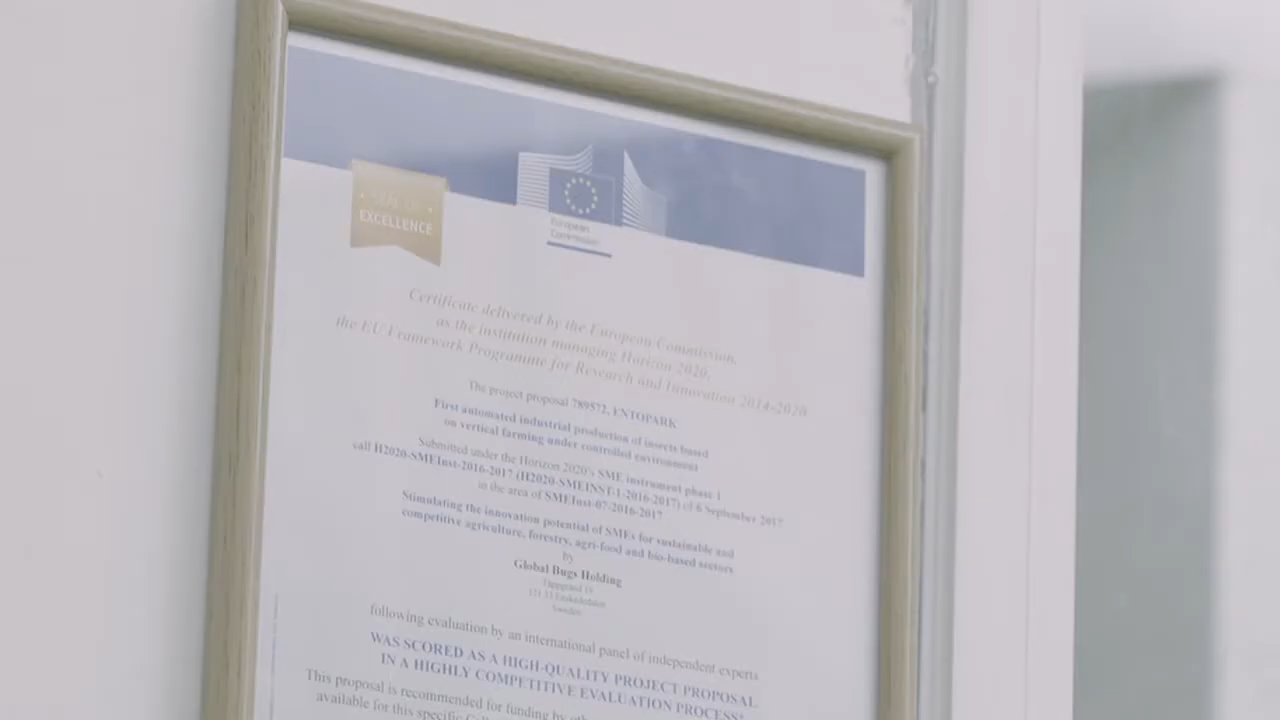 SEAL OF
EXCELLENCE
European
Commission
Certificate delivered by the European Commission,
as the institution managing Horizon 2020,
the EU Framework Programme for Research and Innovation 2014-2020
The project proposal 789572, ENTOPARK
First automated industrial production of insects based
on vertical farming under controlled environment
Submitted under the Horizon 2020's SME instrument phase 1
call H2020-SMEInst-2016-2017 (H2020-SMEINST-1-2016-2017) of 6 September 2017
in the area of SMEInst-07-2016-2017
Stimulating the innovation potential of SMEs for sustainable and
competitive agriculture, forestry, agri-food and bio-based sectors
by
Global Bugs Holding
Sweden
following evaluation by an international panel of independent experts
WAS SCORED AS A HIGH-QUALITY PROJECT PROPOSAL
IN A HIGHLY COMPETITIVE EVALUATION PROCESS*
This proposal is recommended for funding by
available for this specific